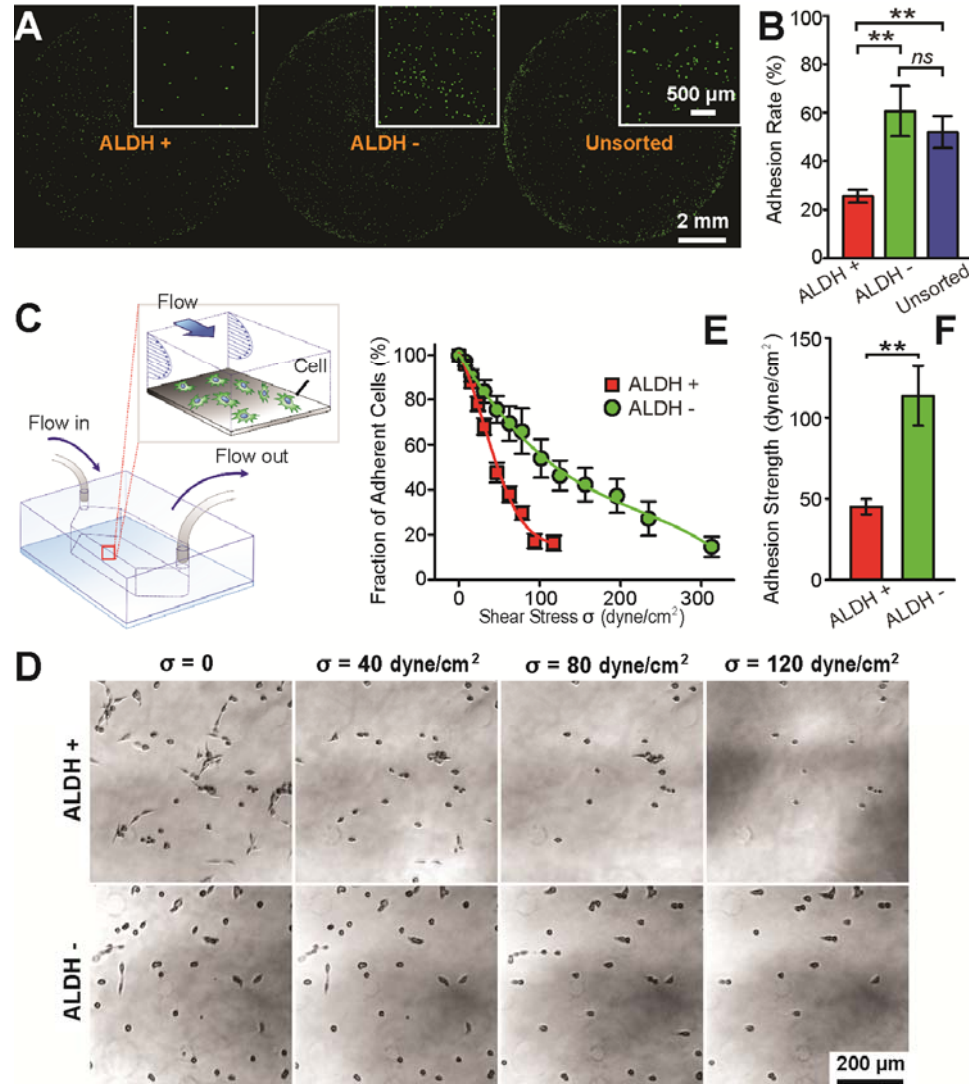 A
ALDH +
ALDH -
Unsorted
500 µm
2 mm
B
Adhesion Rate (%)
100
80
60
40
20
0
**
**
ns
ALDH +
ALDH -
Unsorted
C
Flow
Cell
Flow in
Flow out
E
Fraction of Adherent Cells (%)
100
80
60
40
20
0
0
100
200
300
Shear Stress σ (dyne/cm²)
ALDH +
ALDH -
F
Adhesion Strength (dyne/cm²)
150
100
50
0
**
ALDH +
ALDH -
D
σ = 0
σ = 40 dyne/cm²
σ = 80 dyne/cm²
σ = 120 dyne/cm²
ALDH +
ALDH -
200 µm